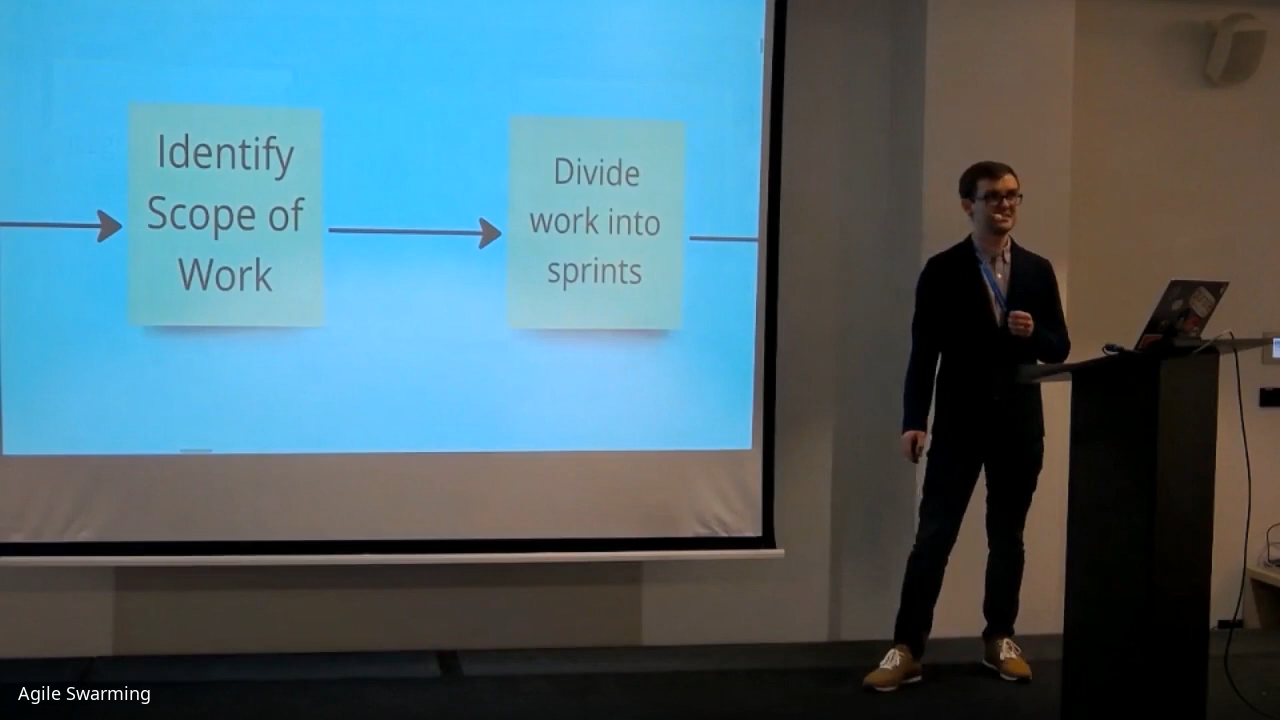 Identify
Scope of
Work
Divide
work into
sprints
Agile Swarming